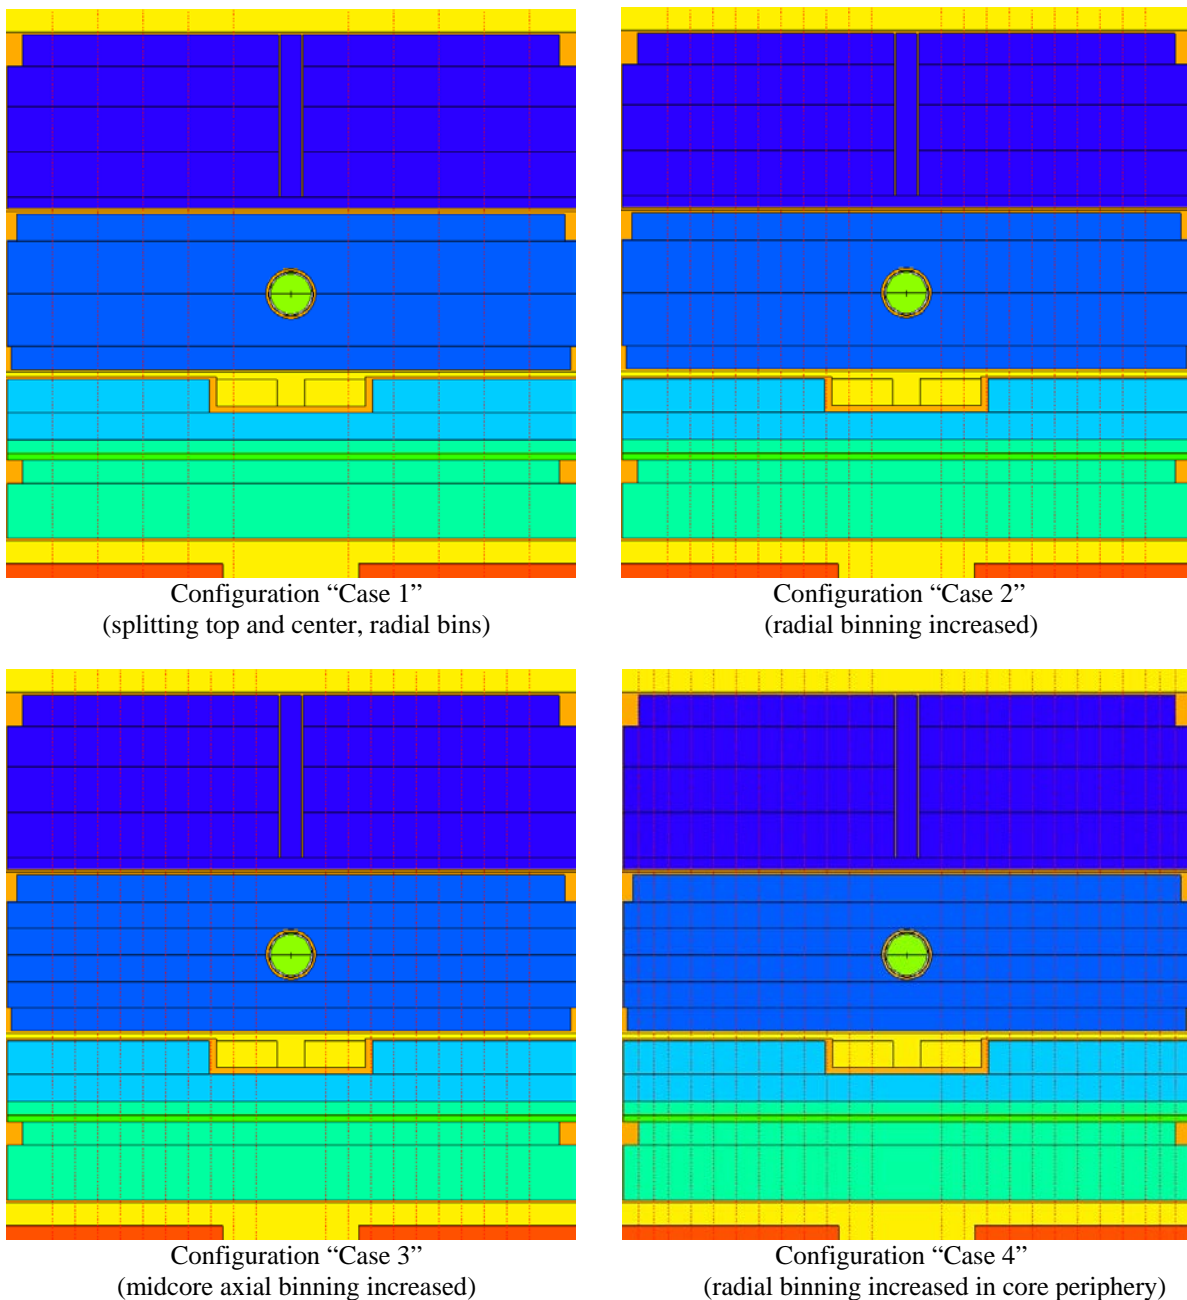 Configuration “Case 1”
(splitting top and center, radial bins)
Configuration “Case 2”
(radial binning increased)
Configuration “Case 3”
(midcore axial binning increased)
Configuration “Case 4”
(radial binning increased in core periphery)